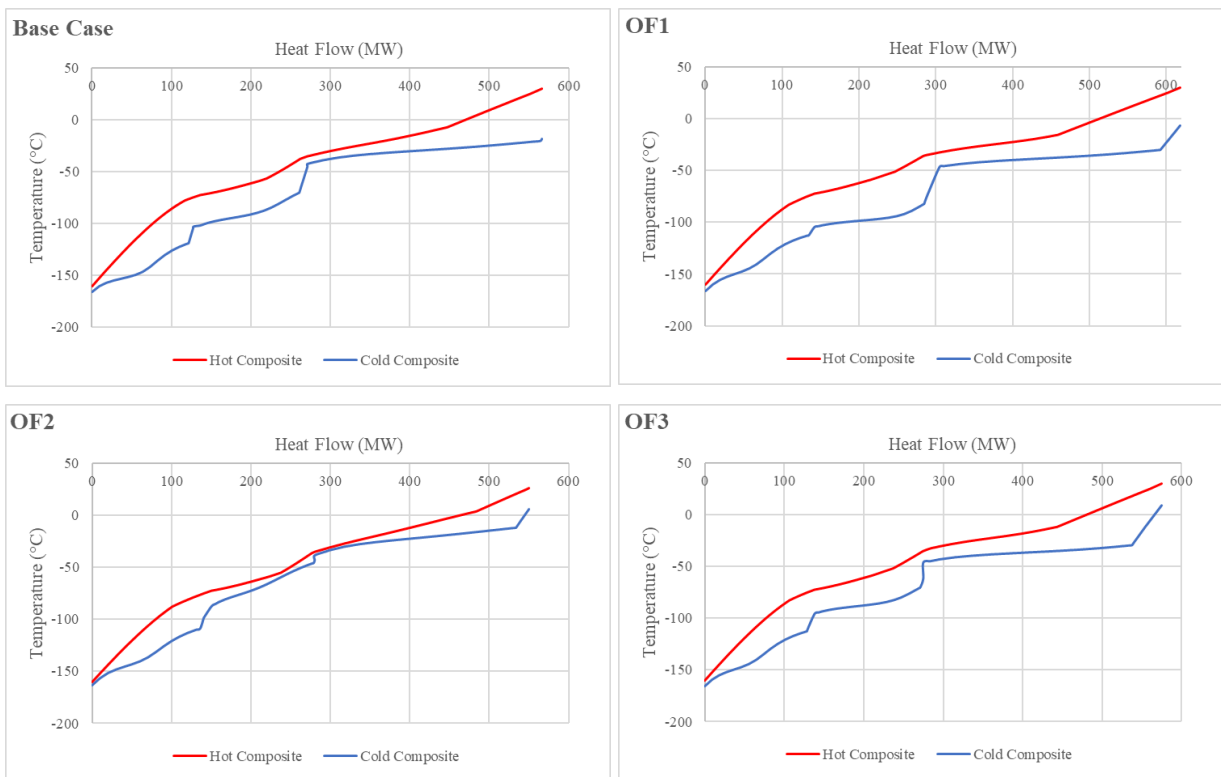 Base Case
Heat Flow (MW)
50
0 100 200 300 400 500 600
0
-50
-100
-150
-200
Temperature (°C)
Hot Composite Cold Composite
OF1
Heat Flow (MW)
50
0 100 200 300 400 500 600
0
-50
-100
-150
-200
Temperature (°C)
Hot Composite Cold Composite
OF2
Heat Flow (MW)
50
0 100 200 300 400 500 600
0
-50
-100
-150
-200
Temperature (°C)
Hot Composite Cold Composite
OF3
Heat Flow (MW)
50
0 100 200 300 400 500 600
0
-50
-100
-150
-200
Temperature (°C)
Hot Composite Cold Composite